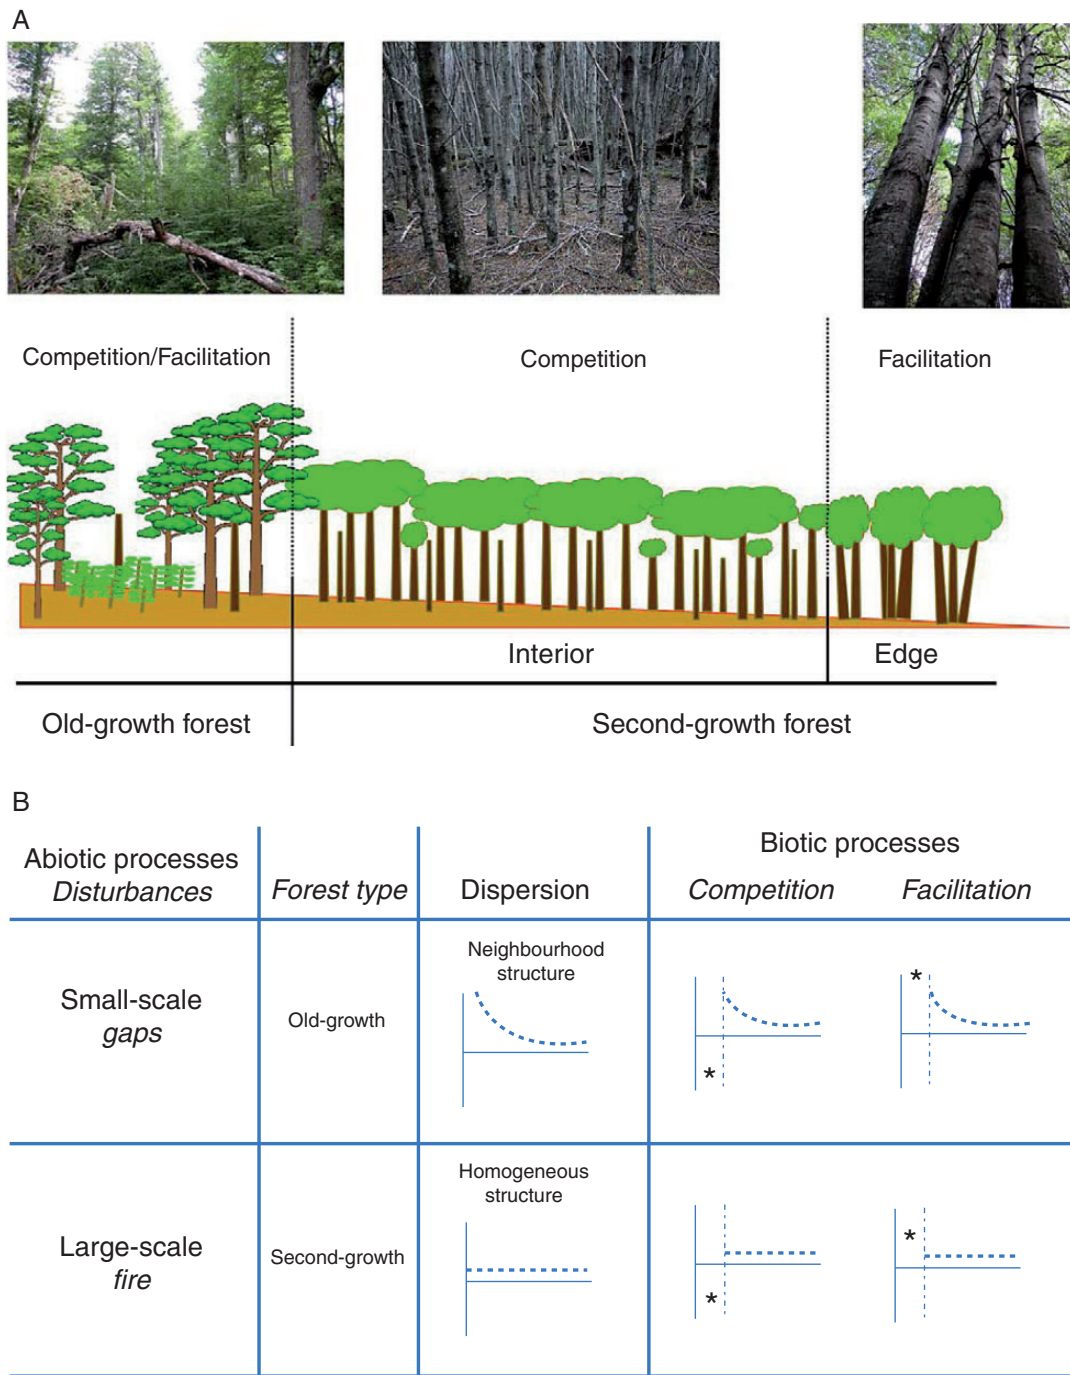 A
Competition/Facilitation
Competition
Facilitation
Interior
Edge
Old-growth forest
Second-growth forest
B
Abiotic processes
Disturbances
Forest type
Dispersion
Biotic processes
Competition
Facilitation
Small-scale
gaps
Old-growth
Neighbourhood
structure
*
*
Large-scale
fire
Second-growth
Homogeneous
structure
*
*